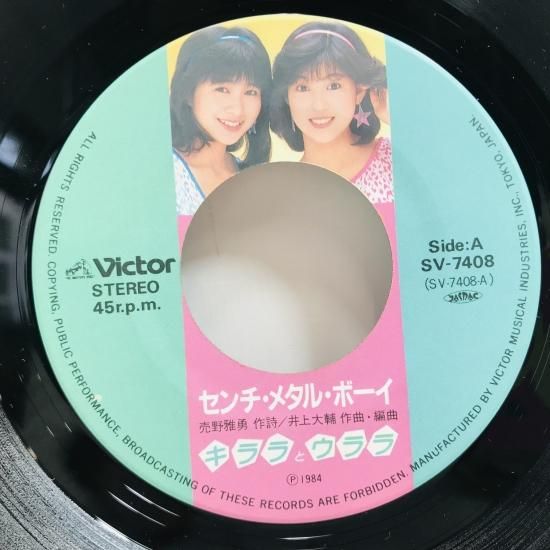 Victor
STEREO
45r.p.m.
Side:A
SV-7408
(SV-7408-A)
JASRAC
センチ・メタル・ボーイ
売野雅勇 作詩/井上大輔 作曲・編曲
キララとウララ
Ⓟ1984
ALL RIGHTS RESERVED. COPYING, PUBLIC PERFORMANCE, BROADCASTING OF THESE RECORDS ARE FORBIDDEN. MANUFACTURED BY VICTOR MUSICAL INDUSTRIES, INC., TOKYO, JAPAN.